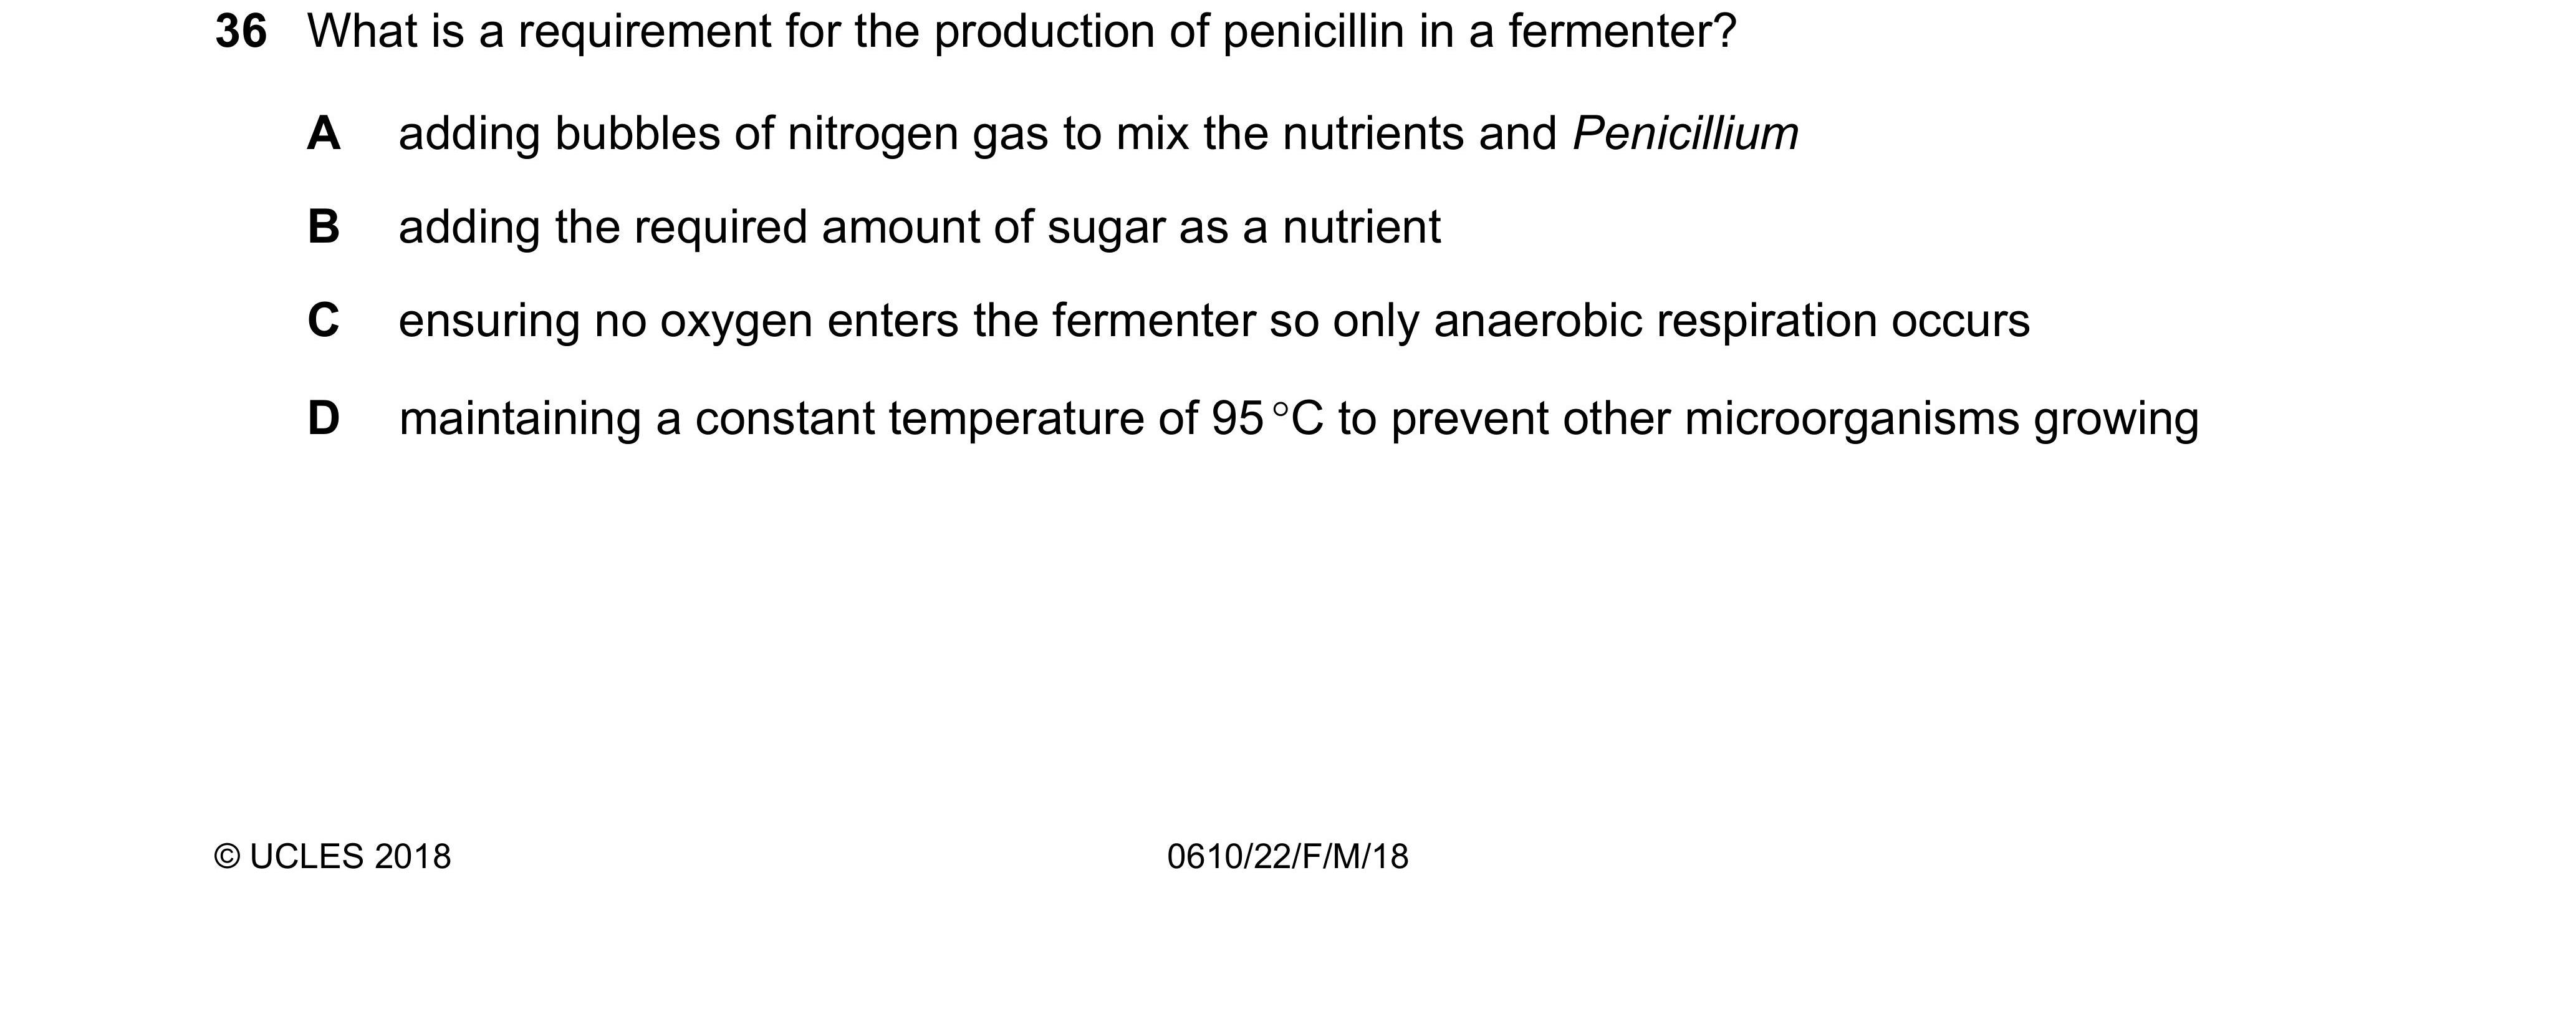 36 What is a requirement for the production of penicillin in a fermenter?
A adding bubbles of nitrogen gas to mix the nutrients and Penicillium
B adding the required amount of sugar as a nutrient
C ensuring no oxygen enters the fermenter so only anaerobic respiration occurs
D maintaining a constant temperature of 95 °C to prevent other microorganisms growing
© UCLES 2018 0610/22/F/M/18